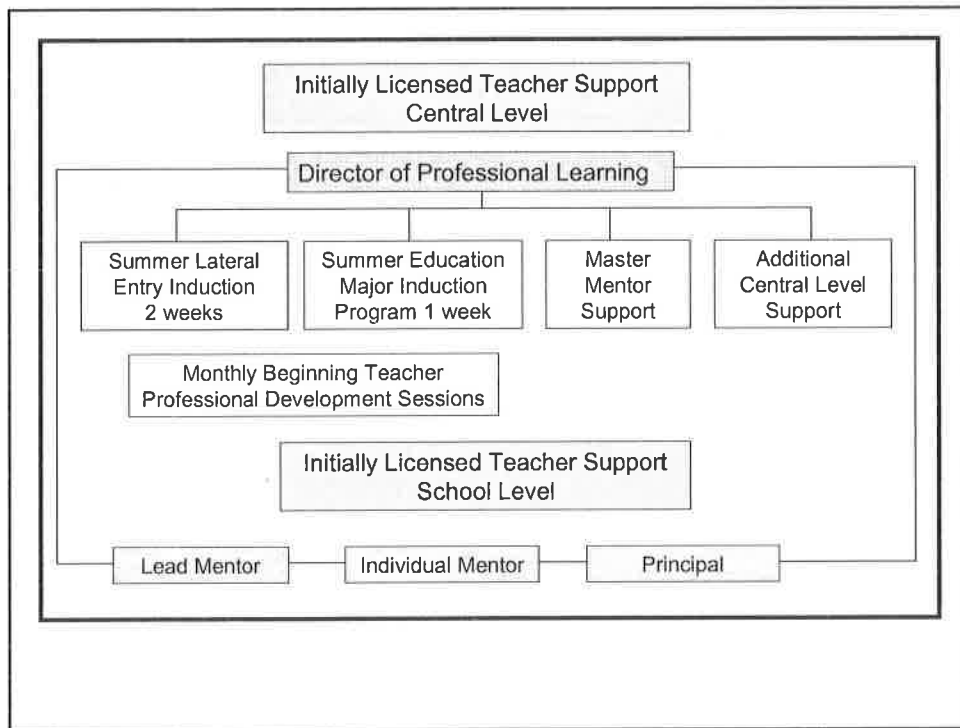 Initially Licensed Teacher Support
Central Level
Director of Professional Learning
Summer Lateral
Entry Induction
2 weeks
Summer Education
Major Induction
Program 1 week
Master
Mentor
Support
Additional
Central Level
Support
Monthly Beginning Teacher
Professional Development Sessions
Initially Licensed Teacher Support
School Level
Lead Mentor
Individual Mentor
Principal